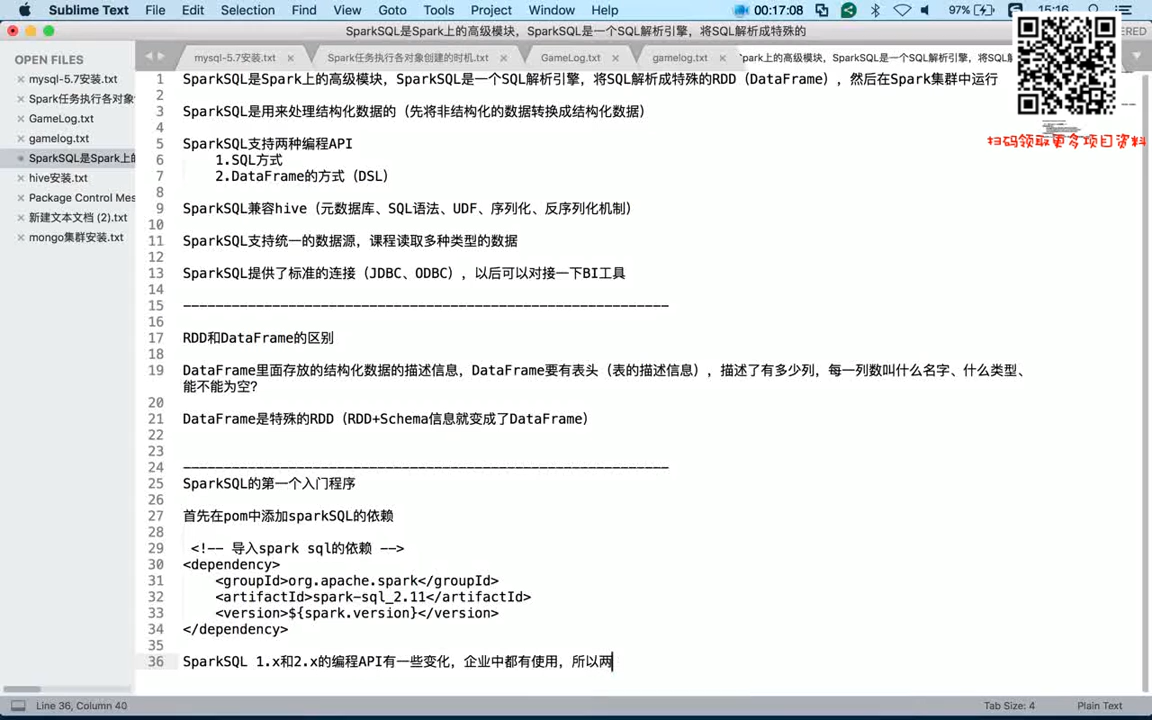 Sublime Text File Edit Selection Find View Goto Tools Project Window Help 00:17:08 97% 15:16
SparkSQL是Spark上的高级模块，SparkSQL是一个SQL解析引擎，将SQL解析成特殊的
OPEN FILES
mysql-5.7安装.txt
Spark任务执行各对象
GameLog.txt
gamelog.txt
SparkSQL是Spark上的
hive安装.txt
Package Control Mes
新建文本文档 (2).txt
mongo集群安装.txt
mysql-5.7安装.txt
Spark任务执行各对象创建的时机.txt
GameLog.txt
gamelog.txt
park上的高级模块，SparkSQL是一个SQL解析引擎，将SQL
扫码领取更多项目资料
1 SparkSQL是Spark上的高级模块，SparkSQL是一个SQL解析引擎，将SQL解析成特殊的RDD（DataFrame），然后在Spark集群中运行
2
3 SparkSQL是用来处理结构化数据的（先将非结构化的数据转换成结构化数据）
4
5 SparkSQL支持两种编程API
6 1.SQL方式
7 2.DataFrame的方式（DSL）
8
9 SparkSQL兼容hive（元数据库、SQL语法、UDF、序列化、反序列化机制）
10
11 SparkSQL支持统一的数据源，课程读取多种类型的数据
12
13 SparkSQL提供了标准的连接（JDBC、ODBC），以后可以对接一下BI工具
14
15 ------------------------------------------------------------
16
17 RDD和DataFrame的区别
18
19 DataFrame里面存放的结构化数据的描述信息，DataFrame要有表头（表的描述信息），描述了有多少列，每一列数叫什么名字、什么类型、
能不能为空？
20
21 DataFrame是特殊的RDD（RDD+Schema信息就变成了DataFrame）
22
23
24 ------------------------------------------------------------
25 SparkSQL的第一个入门程序
26
27 首先在pom中添加sparkSQL的依赖
28
29 <!-- 导入spark sql的依赖 -->
30 <dependency>
31 <groupId>org.apache.spark</groupId>
32 <artifactId>spark-sql_2.11</artifactId>
33 <version>${spark.version}</version>
34 </dependency>
35
36 SparkSQL 1.x和2.x的编程API有一些变化，企业中都有使用，所以两
Line 36, Column 40
Tab Size: 4 Plain Text